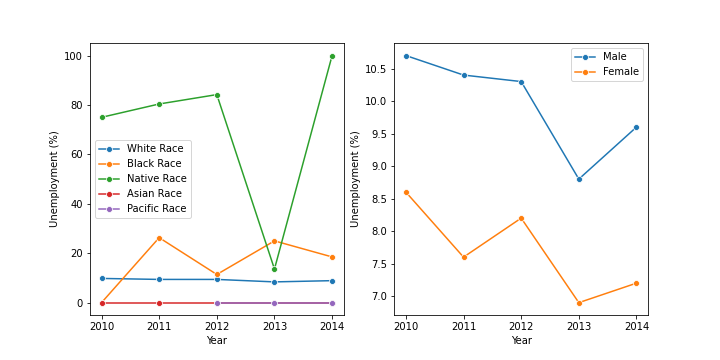 100
80
60
40
20
0
Unemployment (%)
White Race
Black Race
Native Race
Asian Race
Pacific Race
2010 2011 2012 2013 2014
Year
10.5
10.0
9.5
9.0
8.5
8.0
7.5
7.0
Unemployment (%)
Male
Female
2010 2011 2012 2013 2014
Year